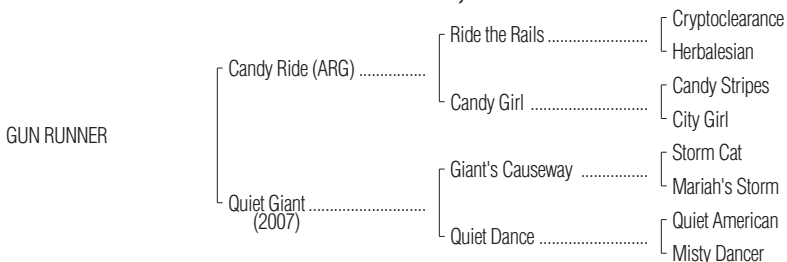 Cryptoclearance
Ride the Rails ........................
Herbalesian
Candy Ride (ARG) ................
Candy Stripes
Candy Girl ............................
City Girl
GUN RUNNER
Storm Cat
Giant's Causeway ................
Mariah's Storm
Quiet Giant ............................
(2007)
Quiet American
Quiet Dance ..........................
Misty Dancer